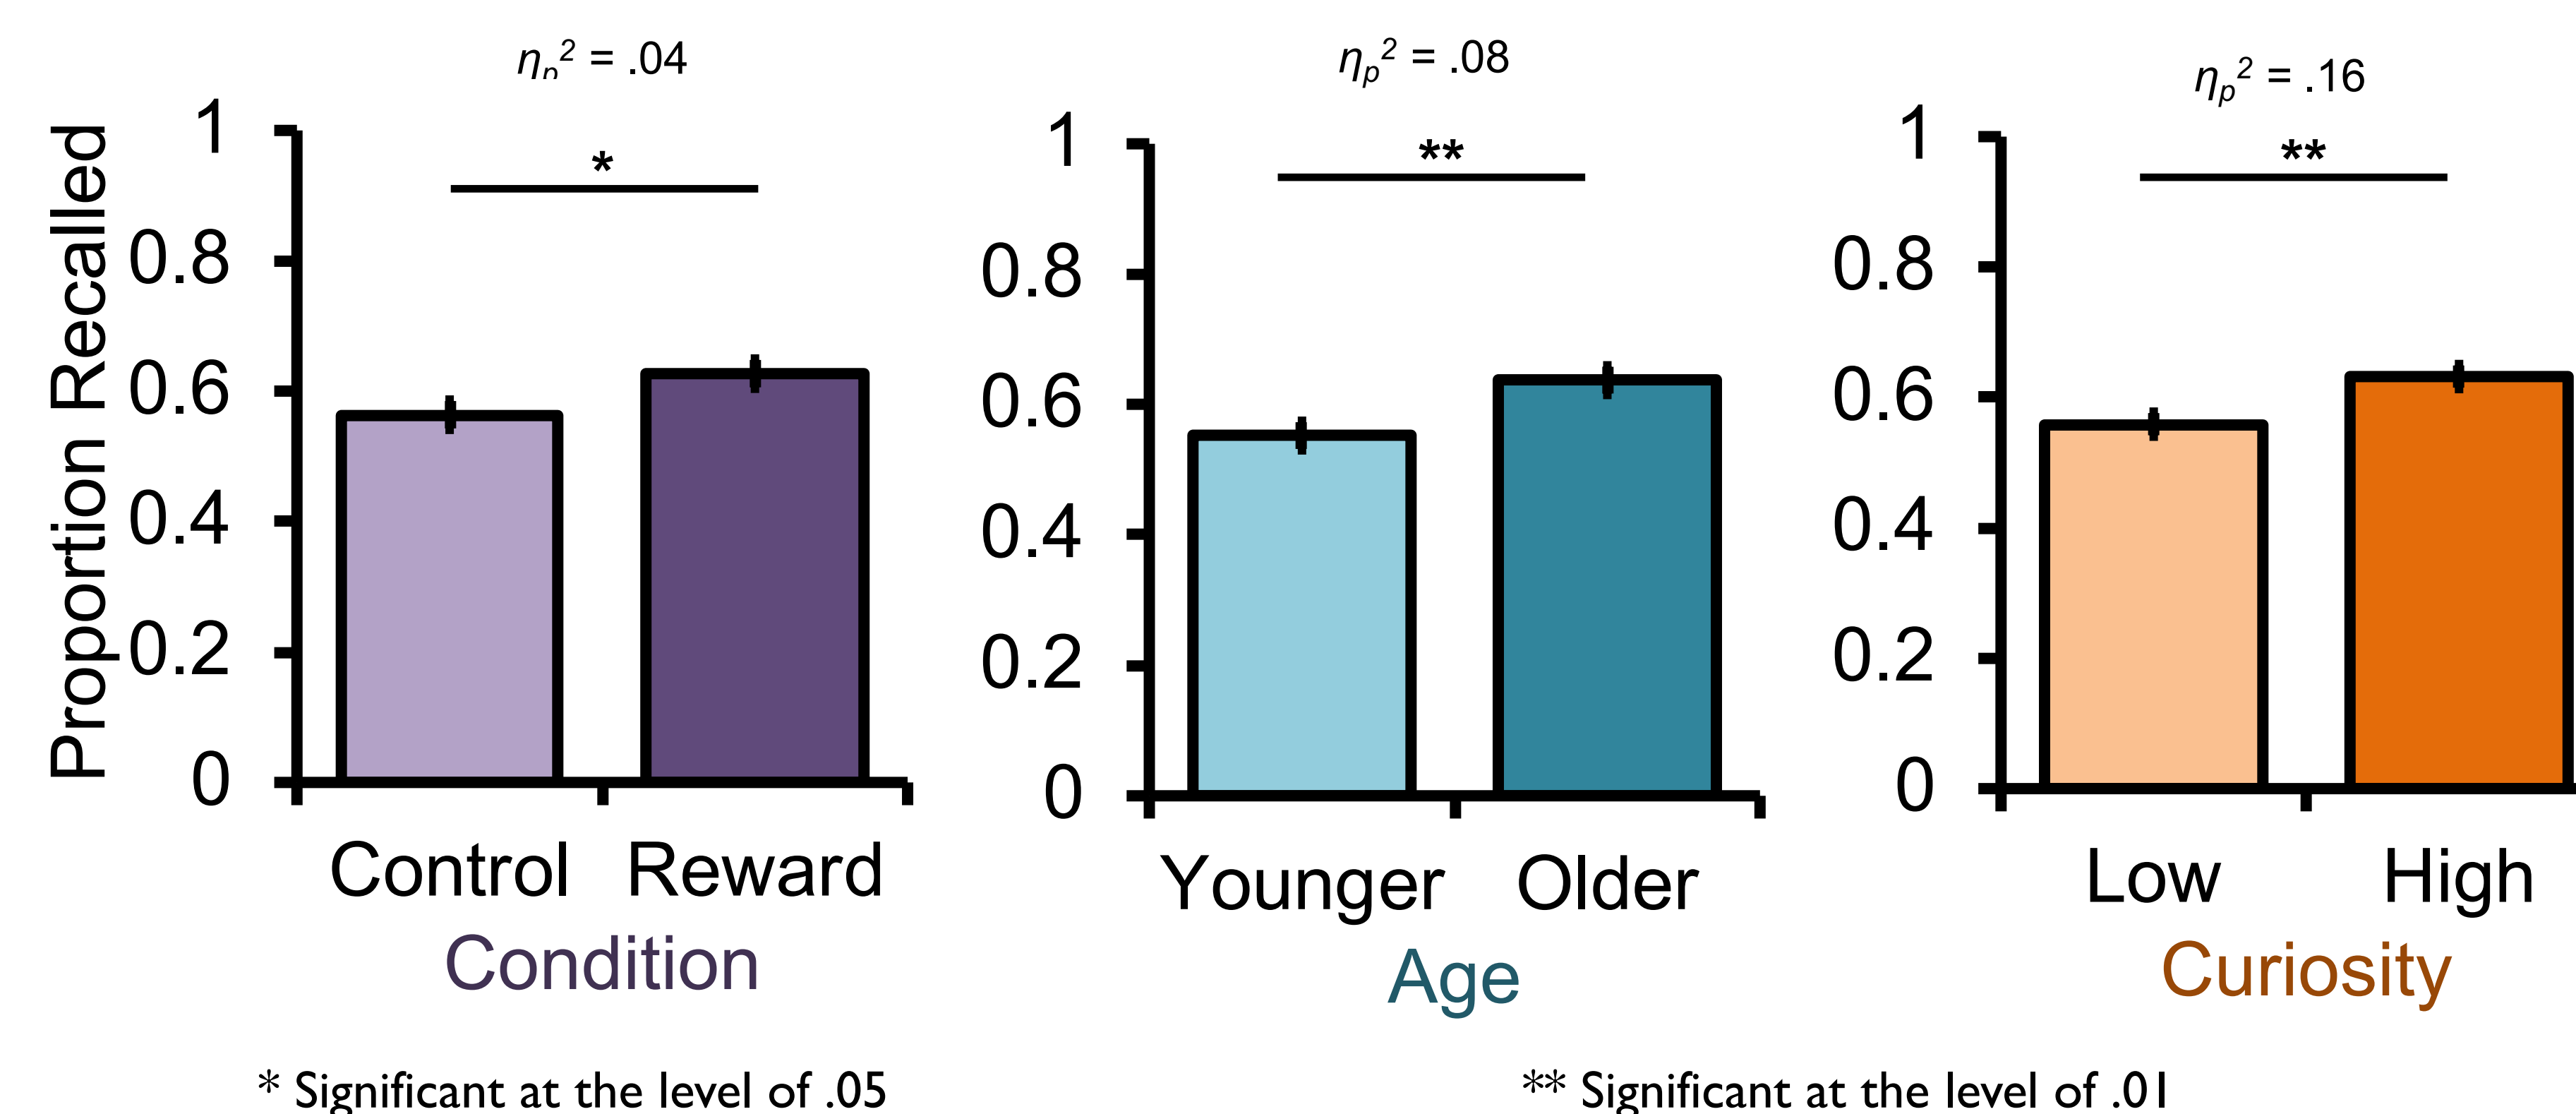 ηp² = .04
Proportion Recalled
1
0.8
0.6
0.4
0.2
0
*
Control Reward
Condition
ηp² = .08
1
0.8
0.6
0.4
0.2
0
**
Younger Older
Age
ηp² = .16
1
0.8
0.6
0.4
0.2
0
**
Low High
Curiosity
* Significant at the level of .05
** Significant at the level of .01